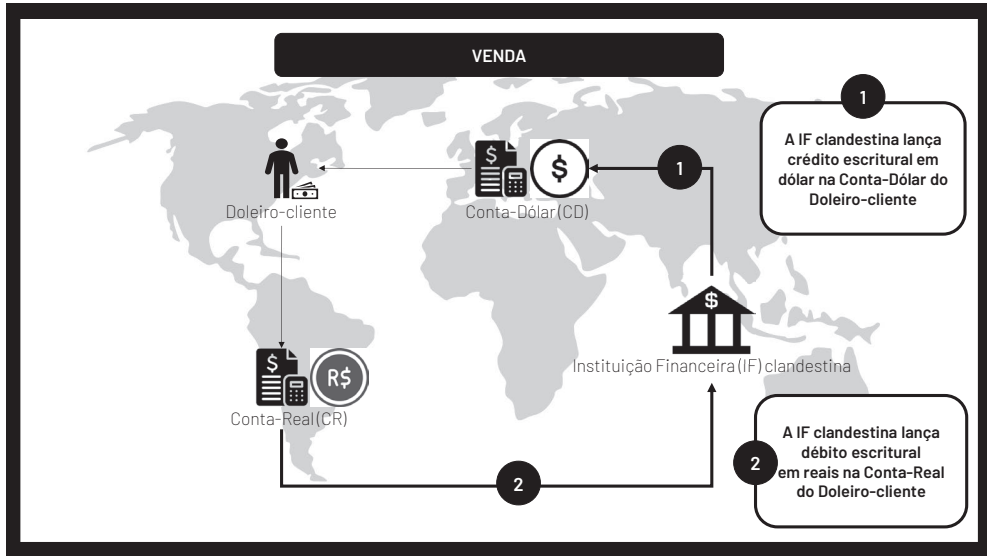 VENDA
1
A IF clandestina lança
crédito escritural em
dólar na Conta-Dólar do
Doleiro-cliente
$
$
1
Doleiro-cliente
Conta-Dólar (CD)
$
Instituição Financeira (IF) clandestina
$
R$
Conta-Real (CR)
2
2
A IF clandestina lança
débito escritural
em reais na Conta-Real
do Doleiro-cliente